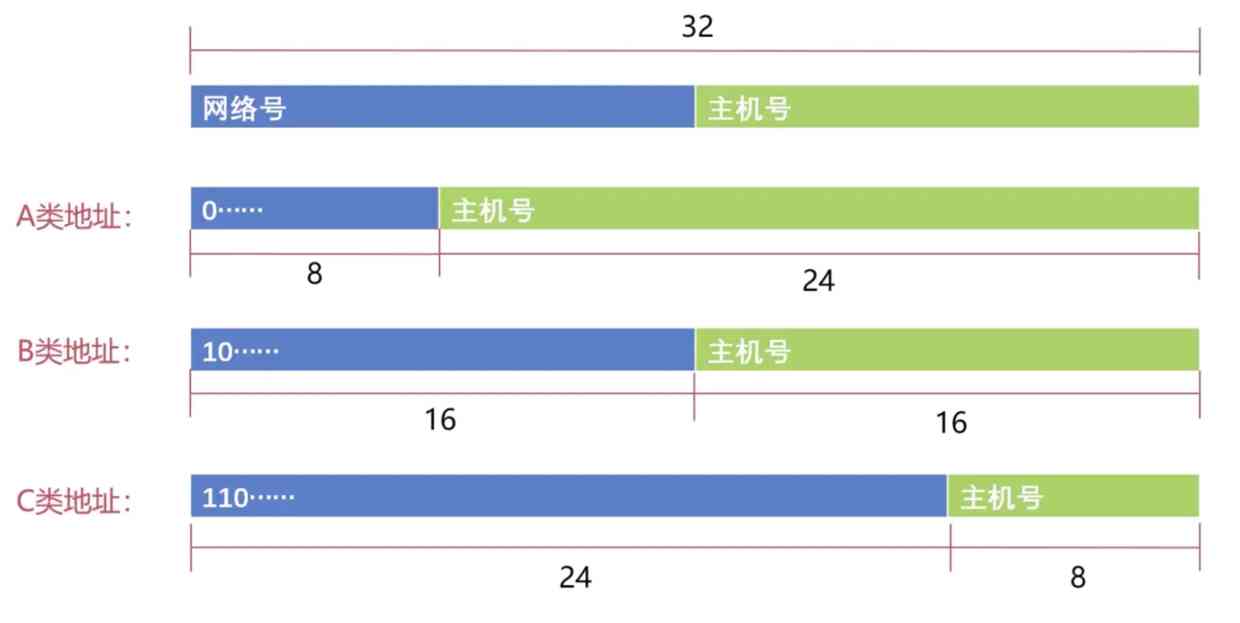 32
网络号 主机号
A类地址： 0…… 主机号
8 24
B类地址： 10…… 主机号
16 16
C类地址： 110…… 主机号
24 8